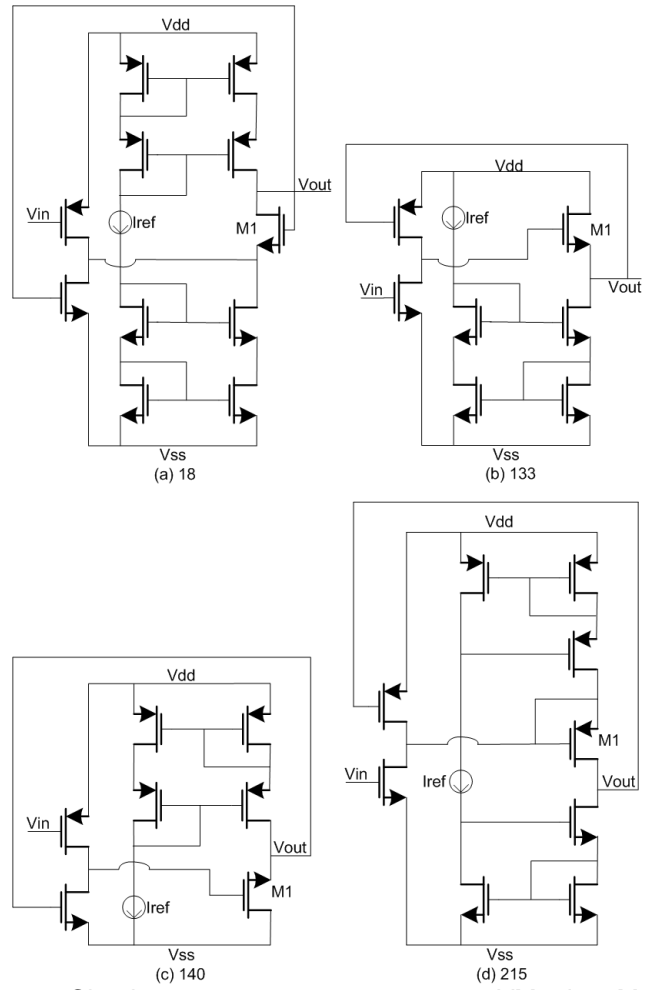 Vdd
Vin
Iref
Vout
M1
Vss
(a) 18
Vdd
Iref
M1
Vin
Vout
Vss
(b) 133
Vdd
Vin
Vout
Iref
M1
Vss
(c) 140
Vdd
M1
Vin
Iref
Vout
Vss
(d) 215